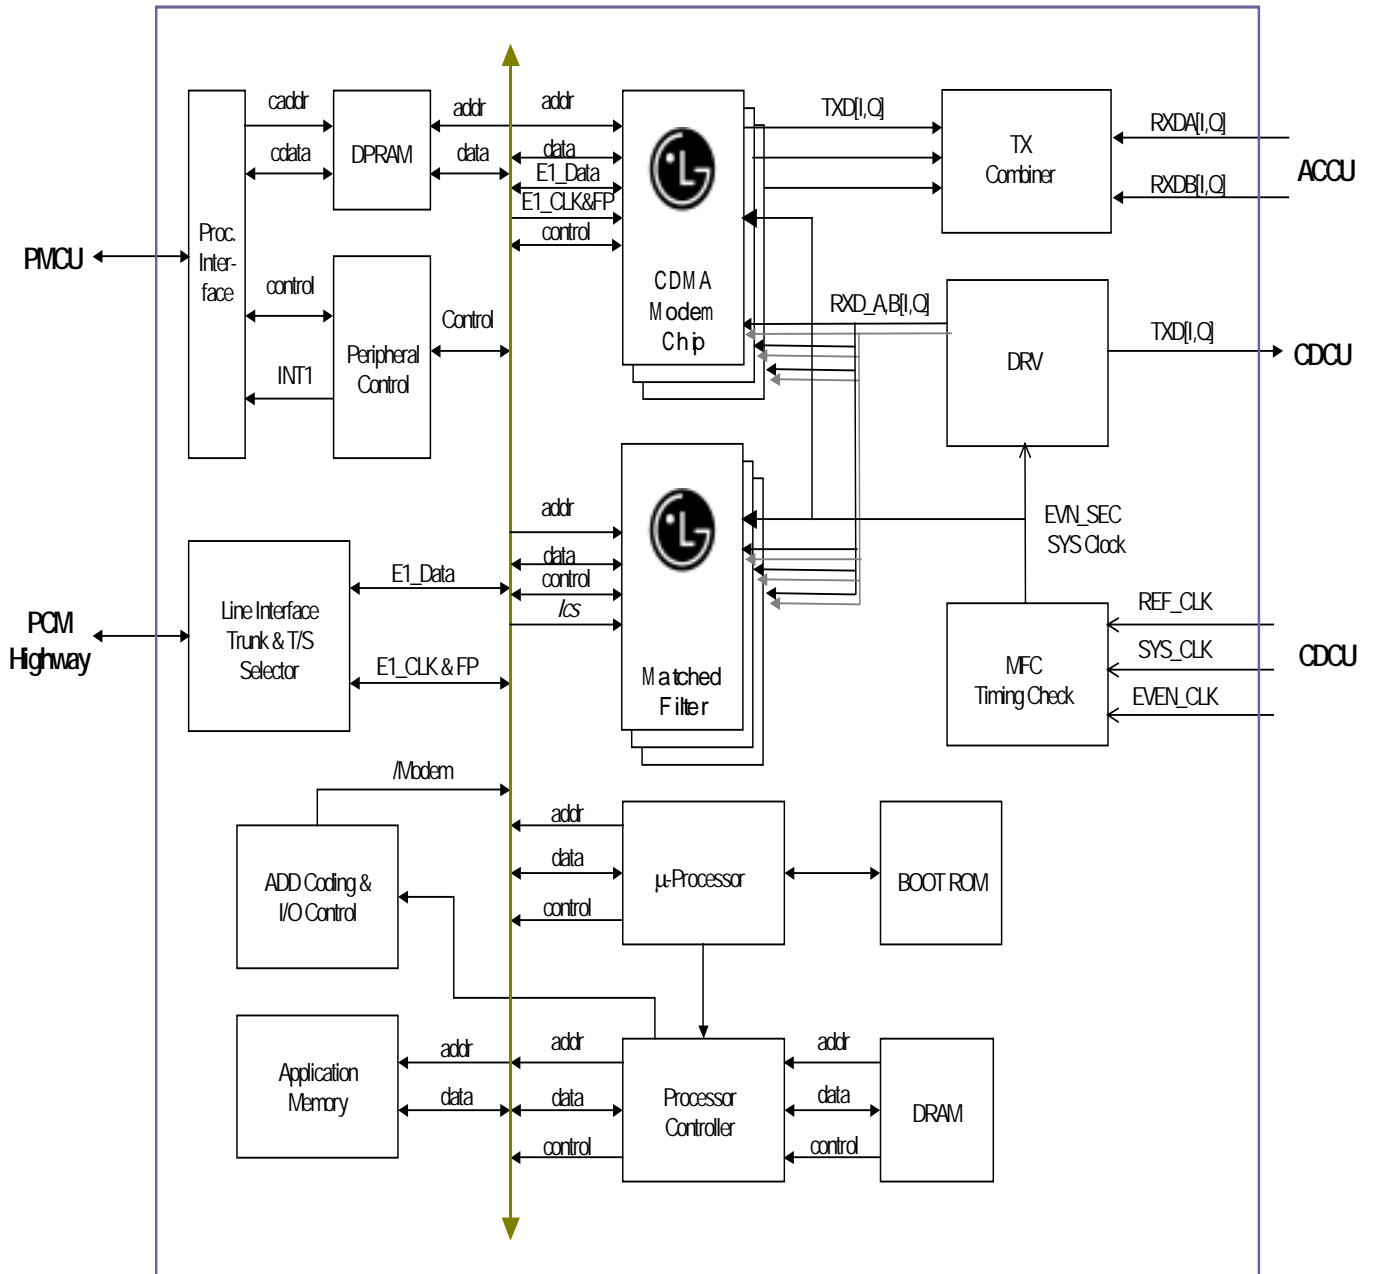 caddr
cdata
DPRAM
addr
data
addr
data
E1_Data
E1_CLK&FP
control
LG
CDMA
Modem
Chip
TXD[I,Q]
TX
Combiner
RXDA[I,Q]
RXDB[I,Q]
ACCU
PMCU
Proc.
Inter-
face
control
INT1
Peripheral
Control
Control
RXD_A,B[I,Q]
DRV
TXD[I,Q]
CDCU
addr
data
control
/cs
LG
Matched
Filter
EVN_SEC
SYS Clock
PCM
Highway
Line Interface
Trunk & T/S
Selector
E1_Data
E1_CLK & FP
MFC
Timing Check
REF_CLK
SYS_CLK
EVEN_CLK
CDCU
/Modem
ADD Coding &
I/O Control
addr
data
control
µ-Processor
BOOT ROM
Application
Memory
addr
data
addr
data
control
Processor
Controller
addr
data
control
DRAM